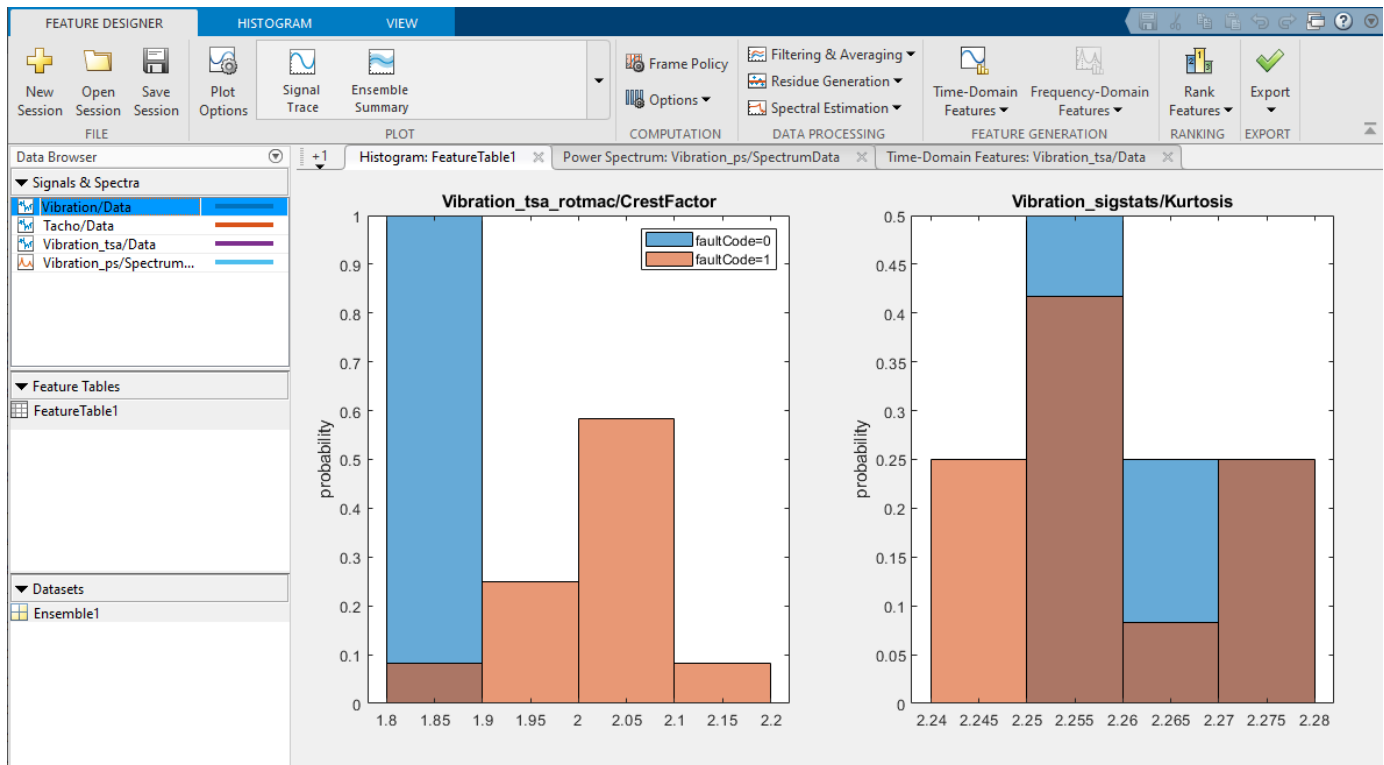 FEATURE DESIGNER HISTOGRAM VIEW
New Session
Open Session
Save Session
FILE
Plot Options
Signal Trace
Ensemble Summary
PLOT
Frame Policy
Options
COMPUTATION
Filtering & Averaging
Residue Generation
Spectral Estimation
DATA PROCESSING
Time-Domain Features
Frequency-Domain Features
FEATURE GENERATION
Rank Features
RANKING
Export
EXPORT
Data Browser
Signals & Spectra
Vibration/Data
Tacho/Data
Vibration_tsa/Data
Vibration_ps/Spectrum...
Feature Tables
FeatureTable1
Datasets
Ensemble1
+1 Histogram: FeatureTable1 Power Spectrum: Vibration_ps/SpectrumData Time-Domain Features: Vibration_tsa/Data
Vibration_tsa_rotmac/CrestFactor
faultCode=0
faultCode=1
probability
1
0.9
0.8
0.7
0.6
0.5
0.4
0.3
0.2
0.1
0
1.8 1.85 1.9 1.95 2 2.05 2.1 2.15 2.2
Vibration_sigstats/Kurtosis
probability
0.5
0.45
0.4
0.35
0.3
0.25
0.2
0.15
0.1
0.05
0
2.24 2.245 2.25 2.255 2.26 2.265 2.27 2.275 2.28